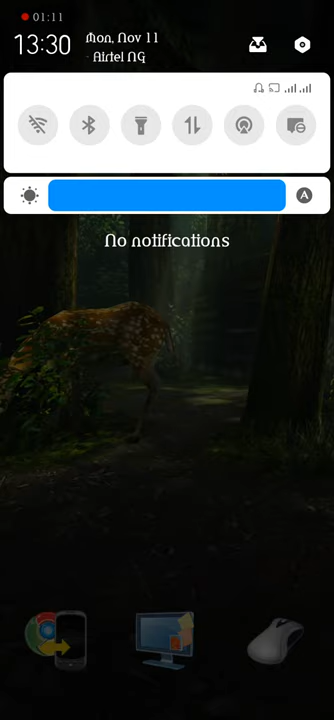 01:11
13:30
Mon, Nov 11
- Airtel NG
A
No notifications